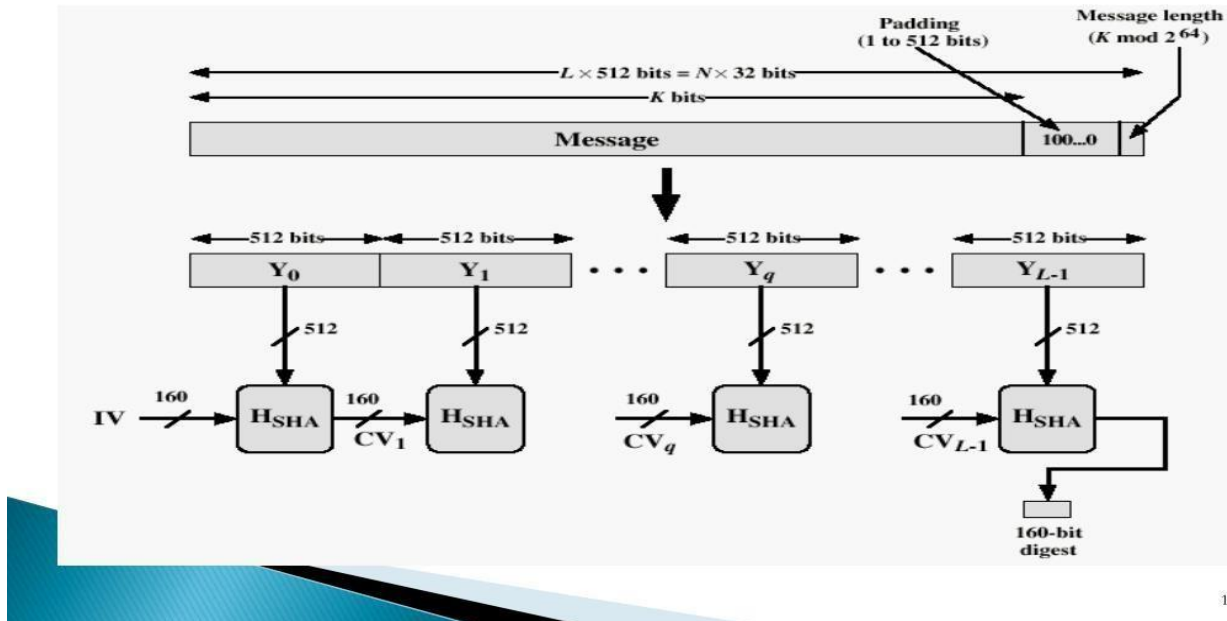 Padding
(1 to 512 bits)
Message length
(K mod 2^64)
L × 512 bits = N × 32 bits
K bits
Message
100...0
512 bits 512 bits 512 bits 512 bits
Y0 Y1 • • • Yq • • • YL-1
512 512 512 512
160 160 160 160
IV HSHA HSHA HSHA HSHA
CV1 CVq CVL-1
160-bit
digest
1